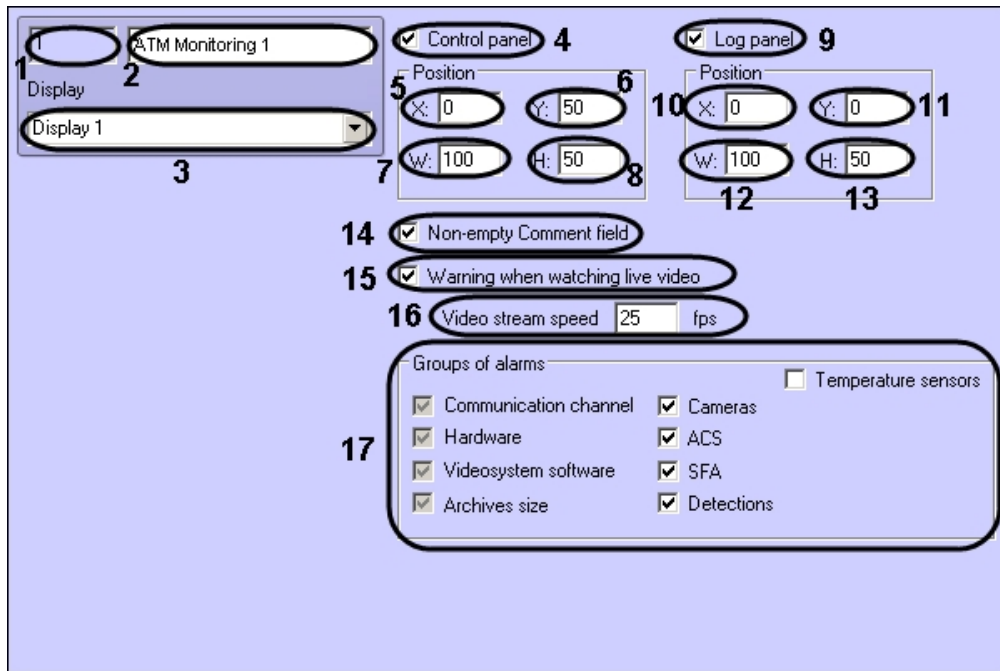 1 ATM Monitoring 1
1 2
Display
Display 1
3
Control panel 4
Position
5 6
X: 0 Y: 50
7 W: 100 H: 50 8
Log panel 9
Position
10 X: 0 Y: 0 11
W: 100 H: 50
12 13
14 Non-empty Comment field
15 Warning when watching live video
16 Video stream speed 25 fps
Groups of alarms
Temperature sensors
Communication channel Cameras
Hardware ACS
17
Videosystem software SFA
Archives size Detections